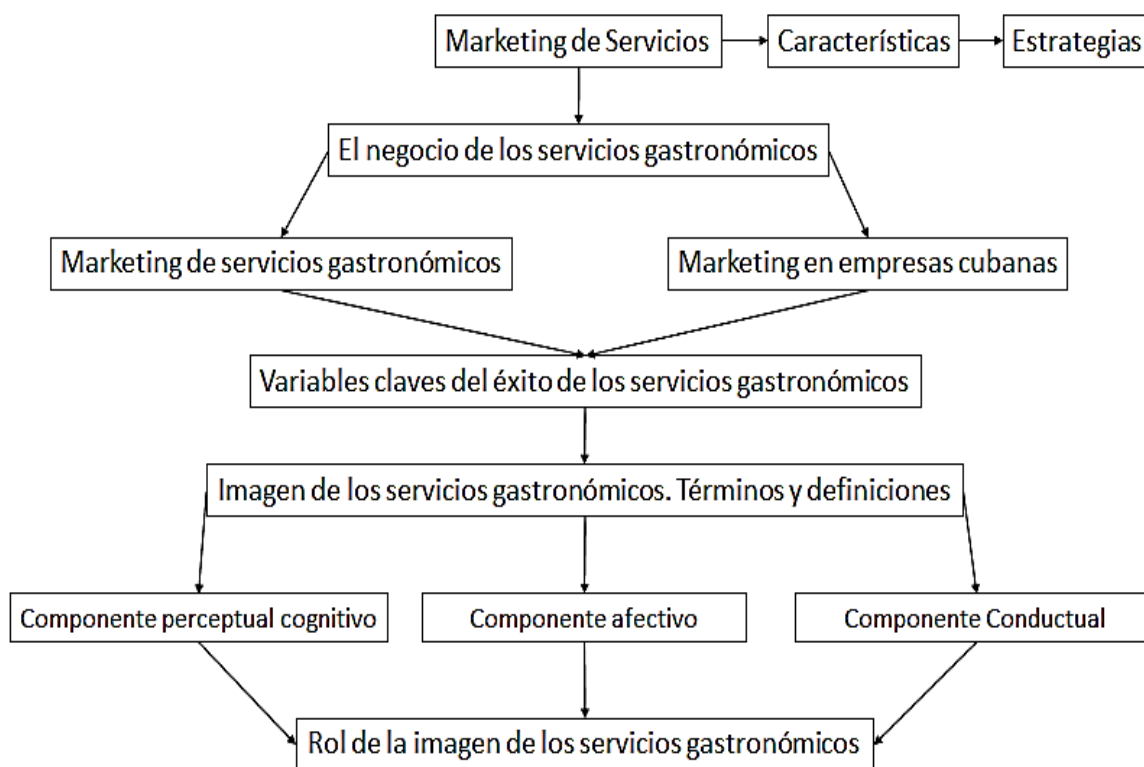 Marketing de Servicios
Características
Estrategias
El negocio de los servicios gastronómicos
Marketing de servicios gastronómicos
Marketing en empresas cubanas
Variables claves del éxito de los servicios gastronómicos
Imagen de los servicios gastronómicos. Términos y definiciones
Componente perceptual cognitivo
Componente afectivo
Componente Conductual
Rol de la imagen de los servicios gastronómicos